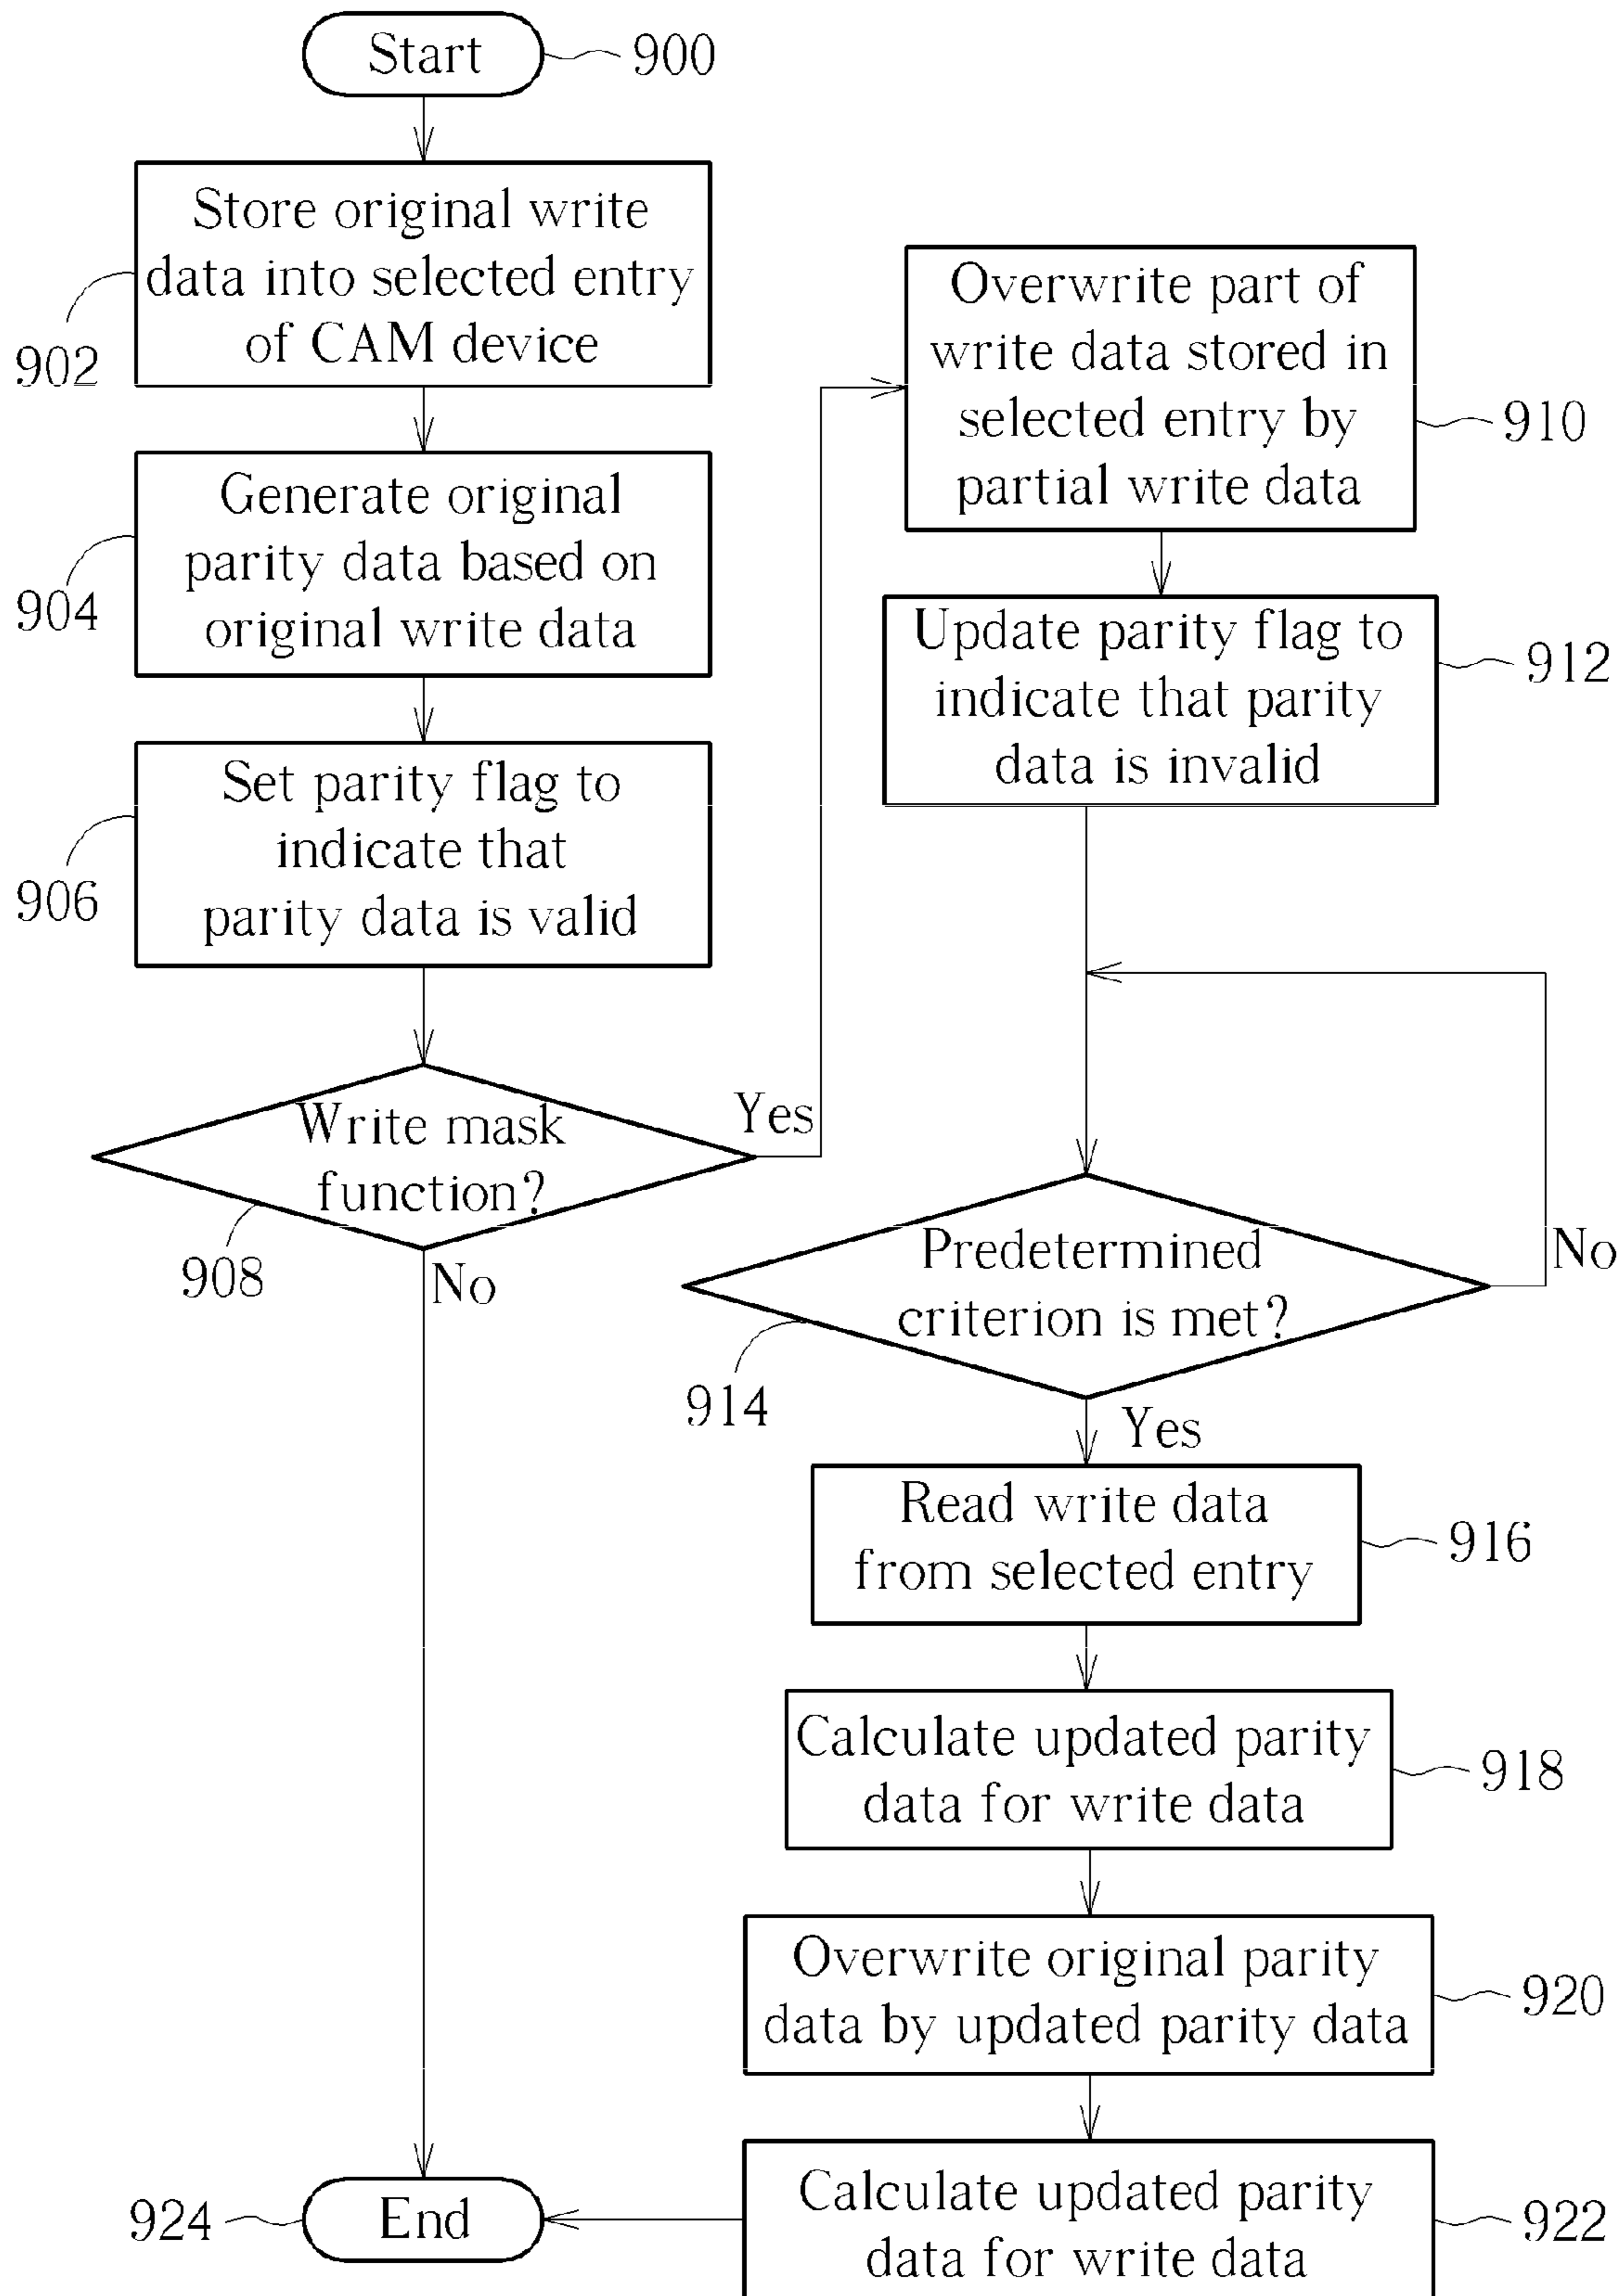 Start
900
Store original write
data into selected entry
of CAM device
902
Generate original
parity data based on
original write data
904
Set parity flag to
indicate that
parity data is valid
906
Write mask
function?
908
Yes
No
Overwrite part of
write data stored in
selected entry by
partial write data
910
Update parity flag to
indicate that parity
data is invalid
912
Predetermined
criterion is met?
914
No
Yes
Read write data
from selected entry
916
Calculate updated parity
data for write data
918
Overwrite original parity
data by updated parity data
920
Calculate updated parity
data for write data
922
End
924